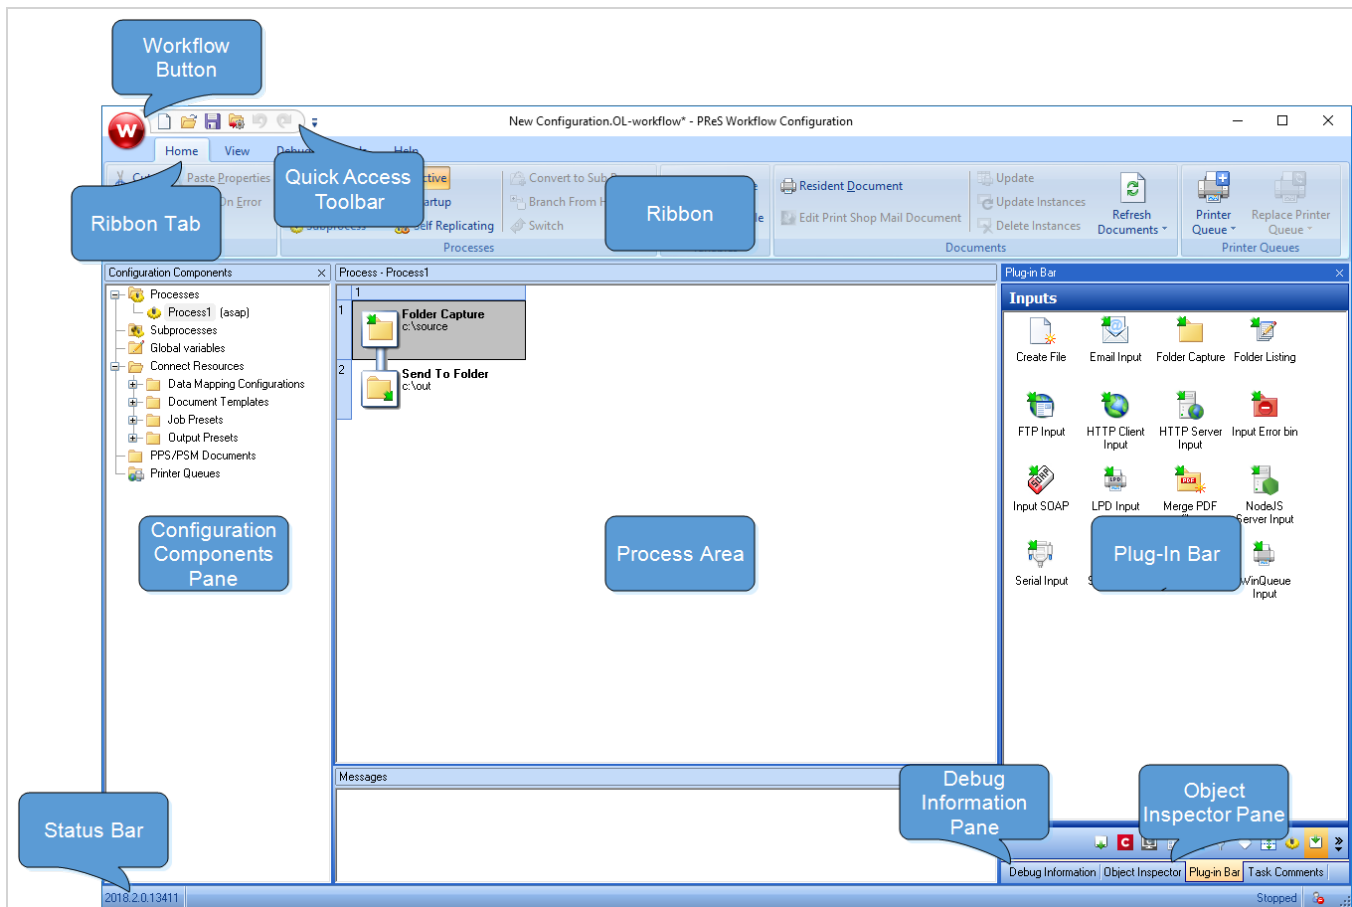 Workflow
Button
New Configuration.OL-workflow* - PReS Workflow Configuration
Home
View
Help
Quick Access
Toolbar
Ribbon Tab
Ribbon
Paste Properties
On Error
Subprocess
Self Replicating
Convert to Sub
Branch From
Switch
Processes
Resident Document
Edit Print Shop Mail Document
Update
Update Instances
Delete Instances
Refresh
Documents
Documents
Printer
Queue
Replace Printer
Queue
Printer Queues
Configuration Components
Processes
Process1 (asap)
Subprocesses
Global variables
Connect Resources
Data Mapping Configurations
Document Templates
Job Presets
Output Presets
PPS/PSM Documents
Printer Queues
Configuration
Components
Pane
Process - Process1
1
1
Folder Capture
c:\source
2
Send To Folder
c:\out
Process Area
Messages
Plug-in Bar
Inputs
Create File
Email Input
Folder Capture
Folder Listing
FTP Input
HTTP Client
Input
HTTP Server
Input
Input Error bin
Input SOAP
LPD Input
Merge PDF
NodeJS
Server Input
Serial Input
WinQueue
Input
Plug-In Bar
Debug
Information
Pane
Object
Inspector Pane
Debug Information
Object Inspector
Plug-in Bar
Task Comments
Status Bar
2018.2.0.13411
Stopped